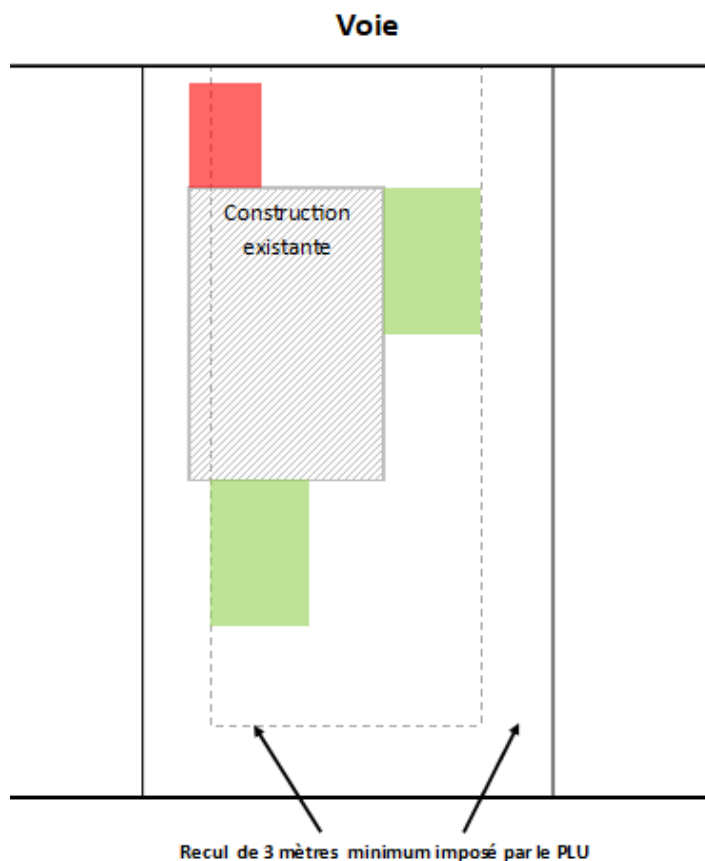 Voie
Construction
existante
Recul de 3 mètres minimum imposé par le PLU